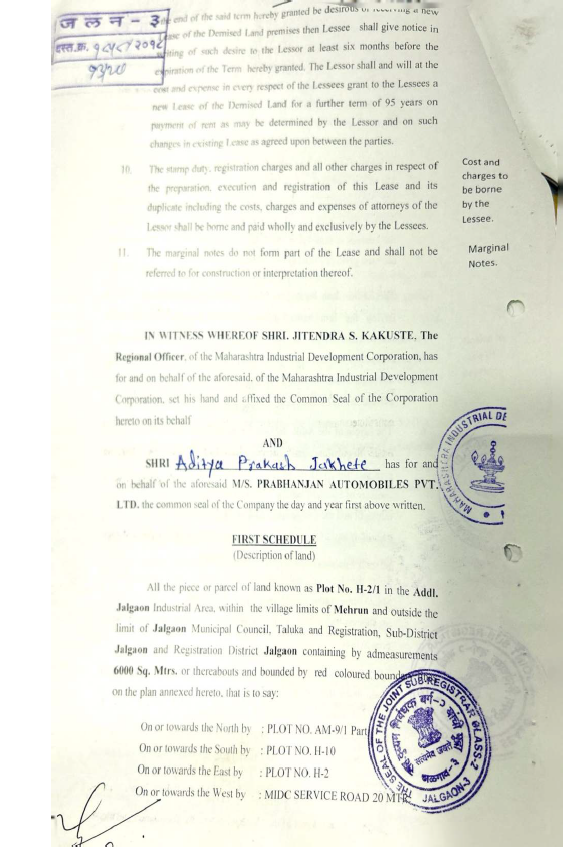 ज ल न - ३
दस्त.क्र. १५५८/२०१८
end of the said term hereby granted be desirous of receiving a new
of the Demised Land premises then Lessee shall give notice in
of such desire to the Lessor at least six months before the
expiration of the Term hereby granted. The Lessor shall and will at the
cost and expense in every respect of the Lessees grant to the Lessees a
new Lease of the Demised Land for a further term of 95 years on
payment of rent as may be determined by the Lessor and on such
changes in existing Lease as agreed upon between the parties.
10. The stamp duty, registration charges and all other charges in respect of
the preparation, execution and registration of this Lease and its
duplicate including the costs, charges and expenses of attorneys of the
Lessor shall be borne and paid wholly and exclusively by the Lessees.
Cost and
charges to
be borne
by the
Lessee.
11. The marginal notes do not form part of the Lease and shall not be
referred to for construction or interpretation thereof.
Marginal
Notes.
IN WITNESS WHEREOF SHRI. JITENDRA S. KAKUSTE, The
Regional Officer, of the Maharashtra Industrial Development Corporation, has
for and on behalf of the aforesaid, of the Maharashtra Industrial Development
Corporation, set his hand and affixed the Common Seal of the Corporation
hereto on its behalf
AND
SHRI Aditya Prakash Jakhete has for and
on behalf of the aforesaid M/S. PRABHANJAN AUTOMOBILES PVT.
LTD. the common seal of the Company the day and year first above written.
MAHARASHTRA INDUSTRIAL DE
FIRST SCHEDULE
(Description of land)
All the piece or parcel of land known as Plot No. H-2/1 in the Addl.
Jalgaon Industrial Area, within the village limits of Mehrun and outside the
limit of Jalgaon Municipal Council, Taluka and Registration, Sub-District
Jalgaon and Registration District Jalgaon containing by admeasurements
6000 Sq. Mtrs. or thereabouts and bounded by red coloured
on the plan annexed hereto, that is to say:
On or towards the North by : PLOT NO. AM-9/1 Part
On or towards the South by : PLOT NO. H-10
On or towards the East by : PLOT NO. H-2
On or towards the West by : MIDC SERVICE ROAD 20 MTR
THE SEAL OF THE JOINT SUB-REGISTRAR CLASS-2
JALGAON-3
सत्यमेव जयते
जळगाव-३